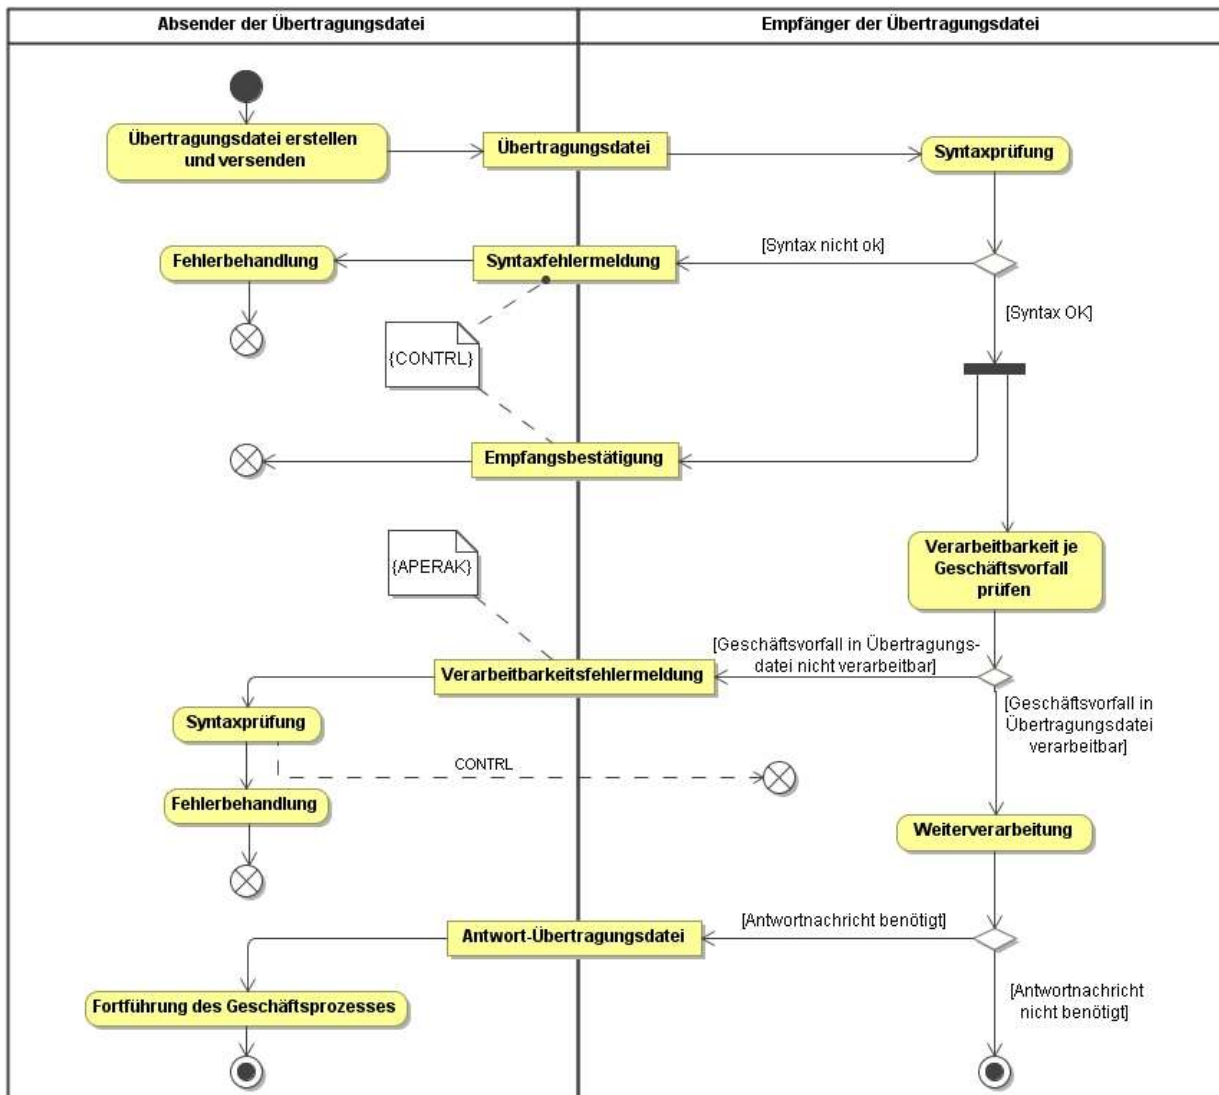 Absender der Übertragungsdatei
Empfänger der Übertragungsdatei
Übertragungsdatei erstellen
und versenden
Übertragungsdatei
Syntaxprüfung
[Syntax nicht ok]
Syntaxfehlermeldung
Fehlerbehandlung
[Syntax OK]
{CONTRL}
Empfangsbestätigung
{APERAK}
Verarbeitbarkeit je
Geschäftsvorfall
prüfen
[Geschäftsvorfall in Übertragungs-
datei nicht verarbeitbar]
Verarbeitbarkeitsfehlermeldung
[Geschäftsvorfall in
Übertragungsdatei
verarbeitbar]
Syntaxprüfung
CONTRL
Fehlerbehandlung
Weiterverarbeitung
[Antwortnachricht benötigt]
Antwort-Übertragungsdatei
[Antwortnachricht
nicht benötigt]
Fortführung des Geschäftsprozesses